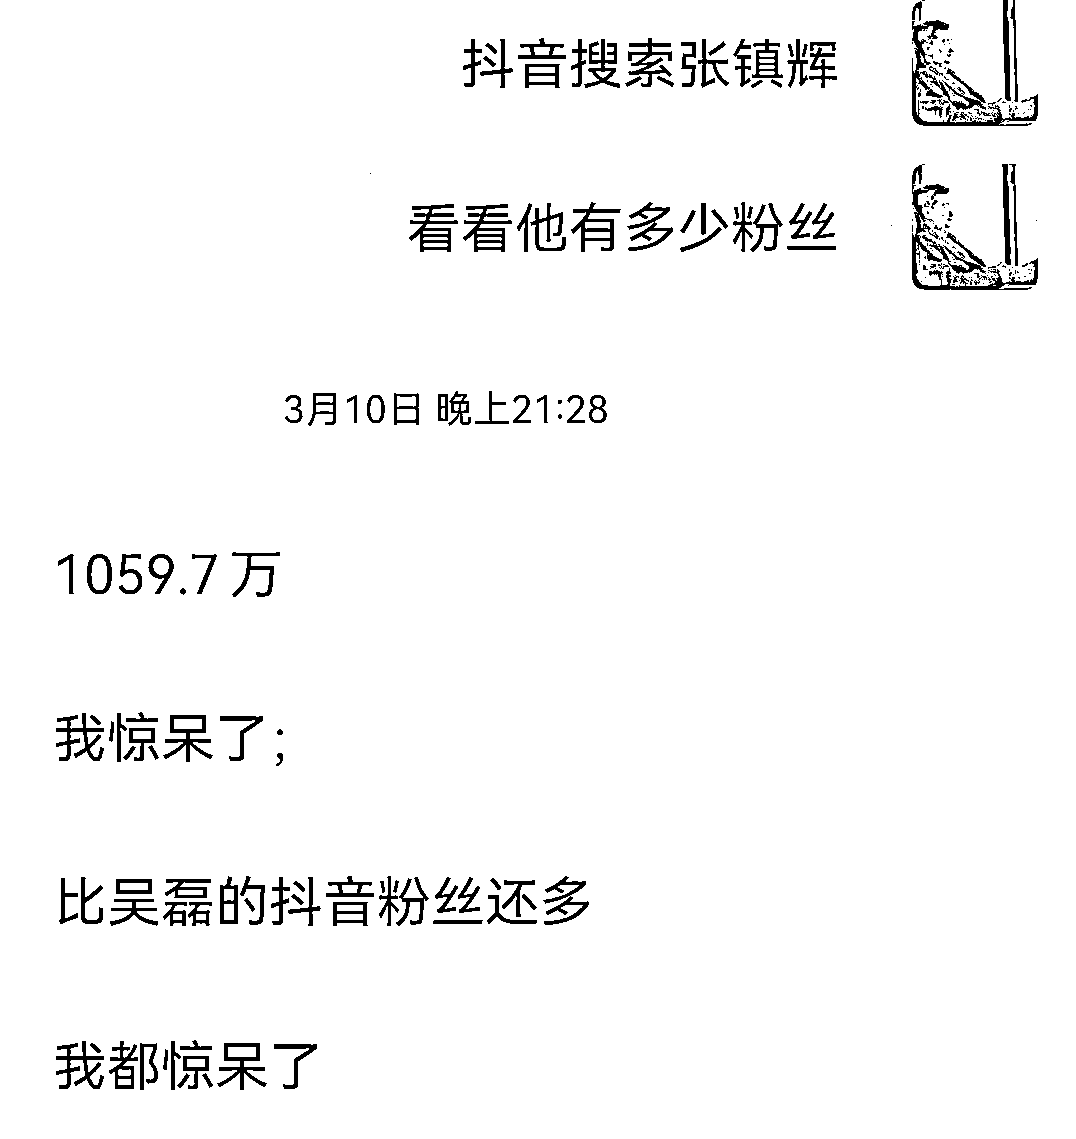 抖音搜索张镇辉
看看他有多少粉丝
3月10日 晚上21:28
1059.7万
我惊呆了;
比吴磊的抖音粉丝还多
我都惊呆了